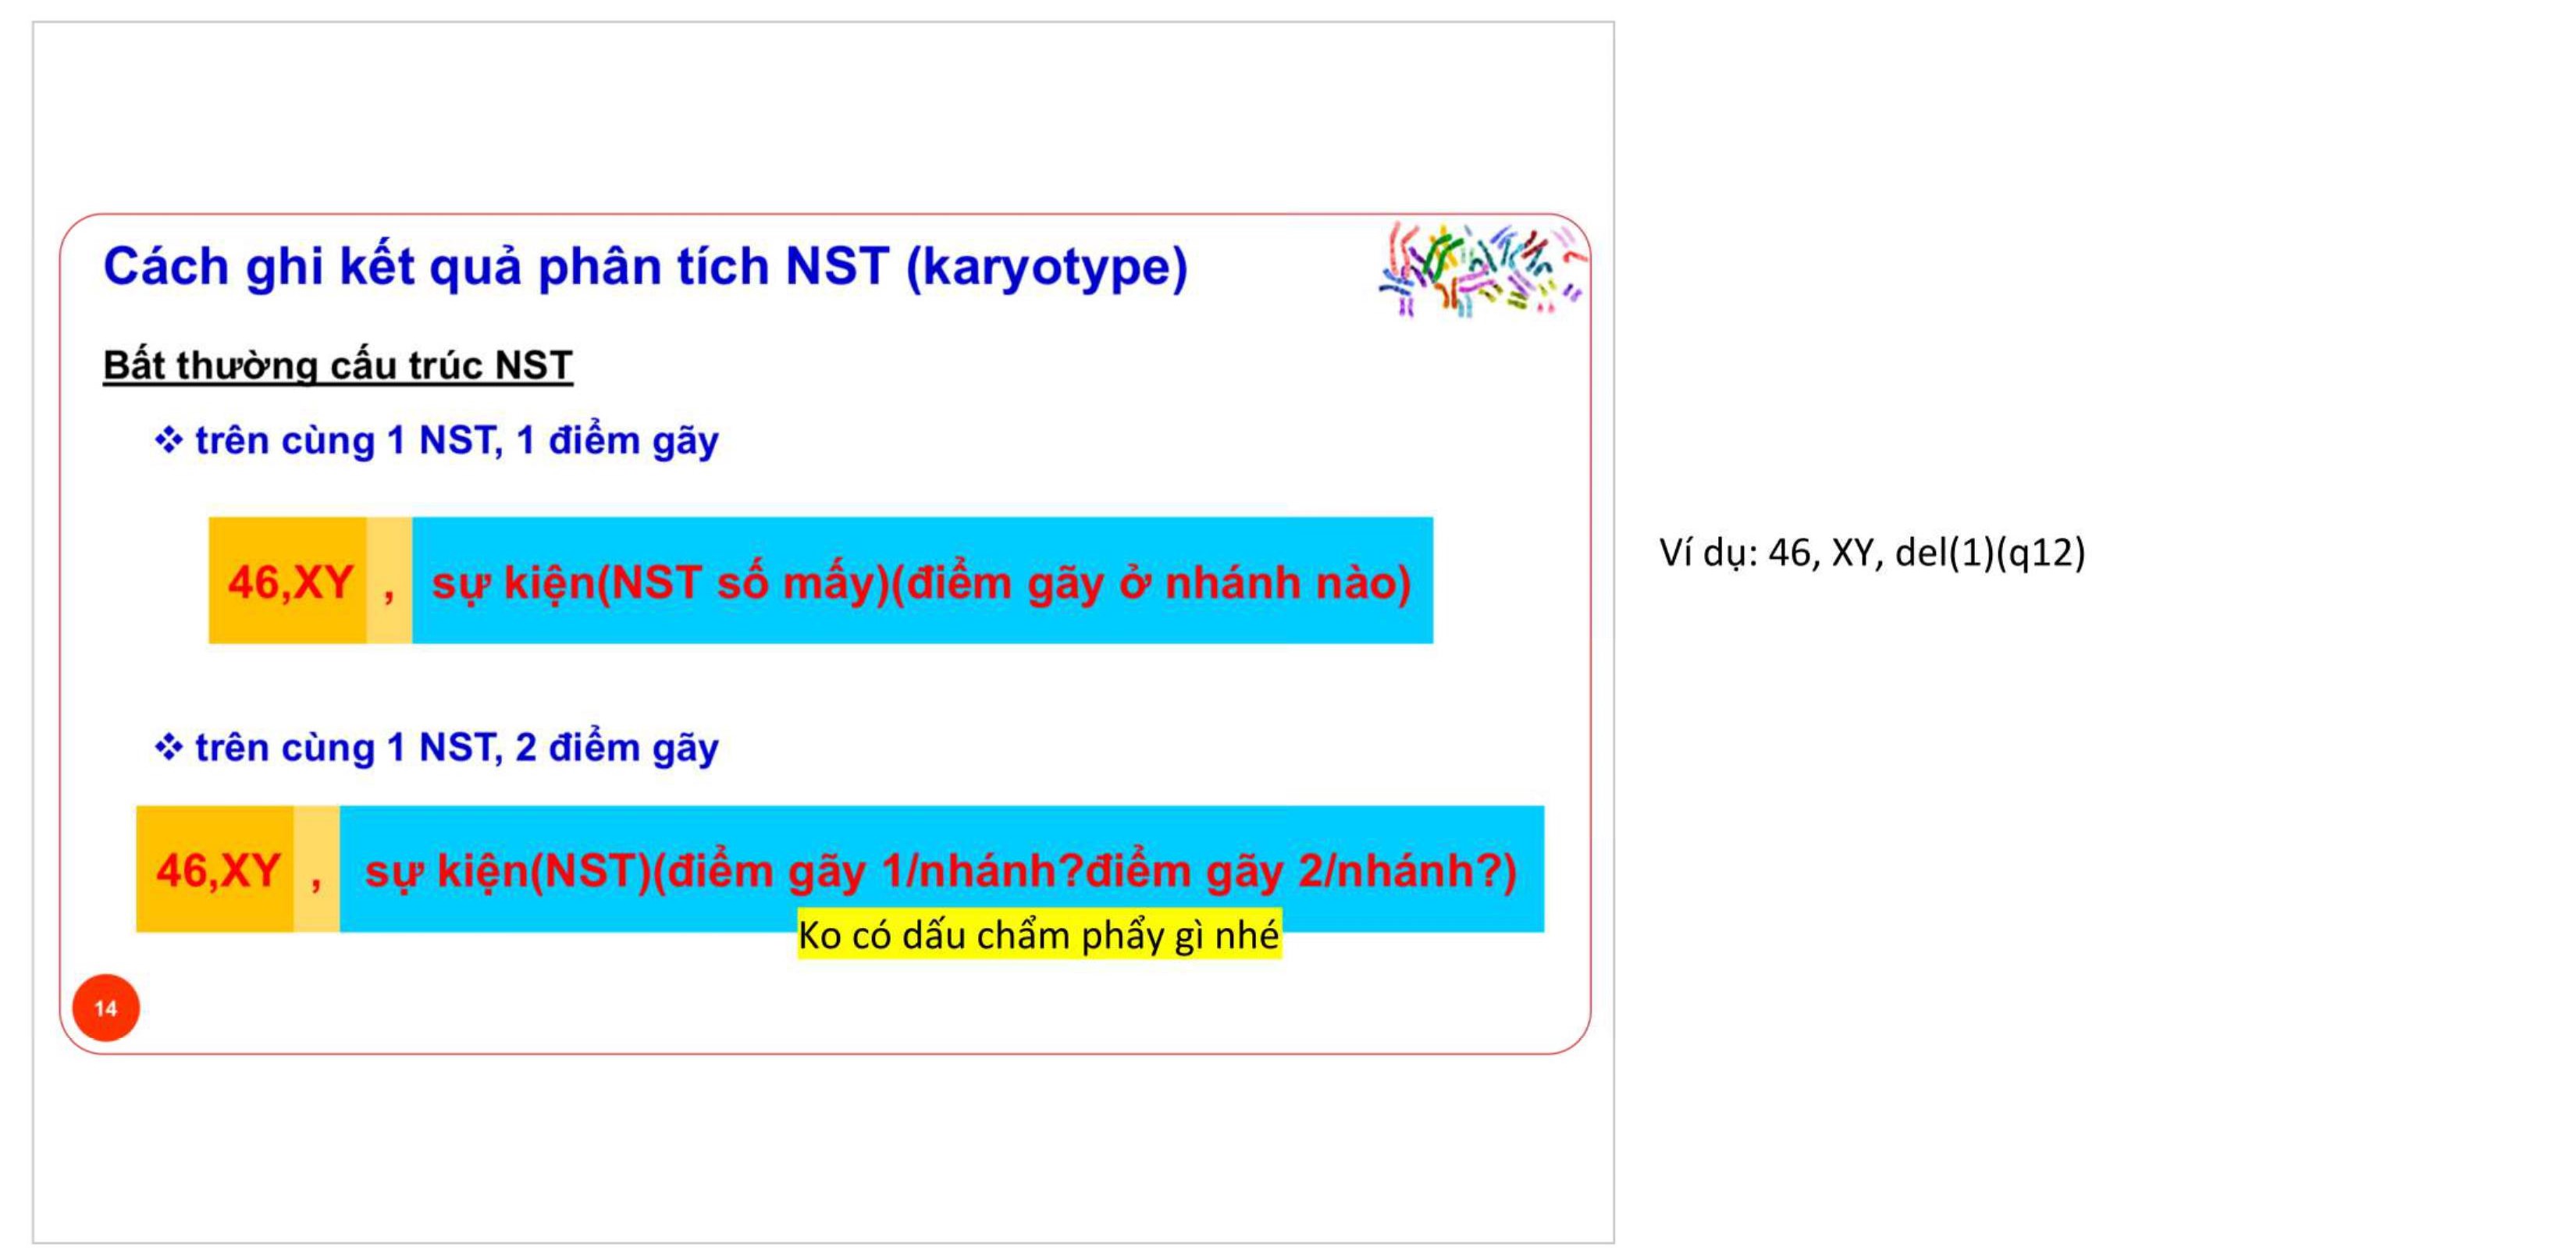 Cách ghi kết quả phân tích NST (karyotype)
Bất thường cấu trúc NST
❖ trên cùng 1 NST, 1 điểm gãy
46,XY , sự kiện(NST số mấy)(điểm gãy ở nhánh nào)
Ví dụ: 46, XY, del(1)(q12)
❖ trên cùng 1 NST, 2 điểm gãy
46,XY , sự kiện(NST)(điểm gãy 1/nhánh?điểm gãy 2/nhánh?)
Ko có dấu chẩm phẩy gì nhé
14